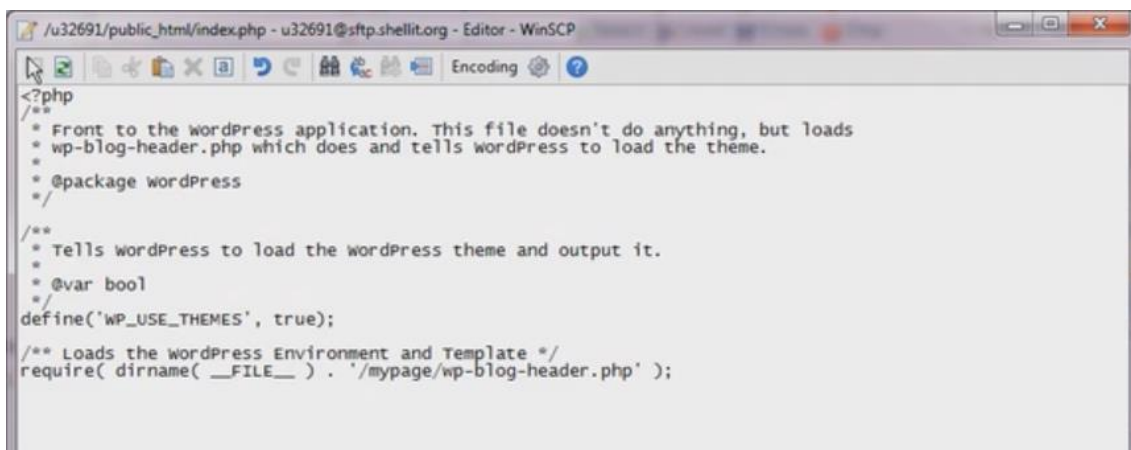 /u32691/public_html/index.php - u32691@sftp.shellit.org - Editor - WinSCP
Encoding
<?php
/**
 * Front to the WordPress application. This file doesn't do anything, but loads
 * wp-blog-header.php which does and tells WordPress to load the theme.
 *
 * @package WordPress
 */
/**
 * Tells WordPress to load the WordPress theme and output it.
 *
 * @var bool
 */
define('WP_USE_THEMES', true);
/** Loads the WordPress Environment and Template */
require( dirname( __FILE__ ) . '/mypage/wp-blog-header.php' );